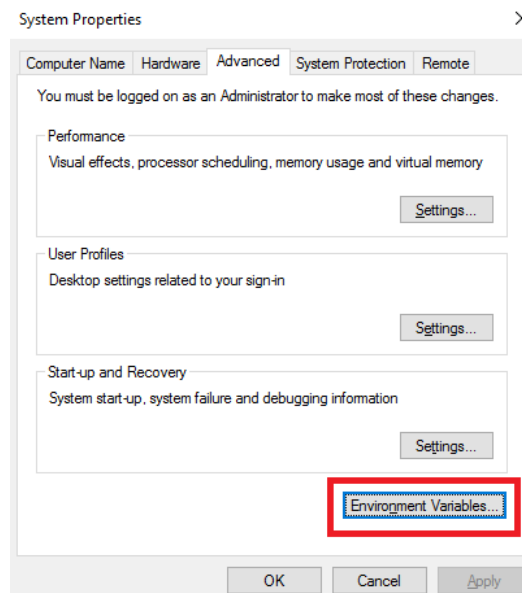 System Properties
Computer Name Hardware Advanced System Protection Remote
You must be logged on as an Administrator to make most of these changes.
Performance
Visual effects, processor scheduling, memory usage and virtual memory
Settings...
User Profiles
Desktop settings related to your sign-in
Settings...
Start-up and Recovery
System start-up, system failure and debugging information
Settings...
Environment Variables...
OK Cancel Apply